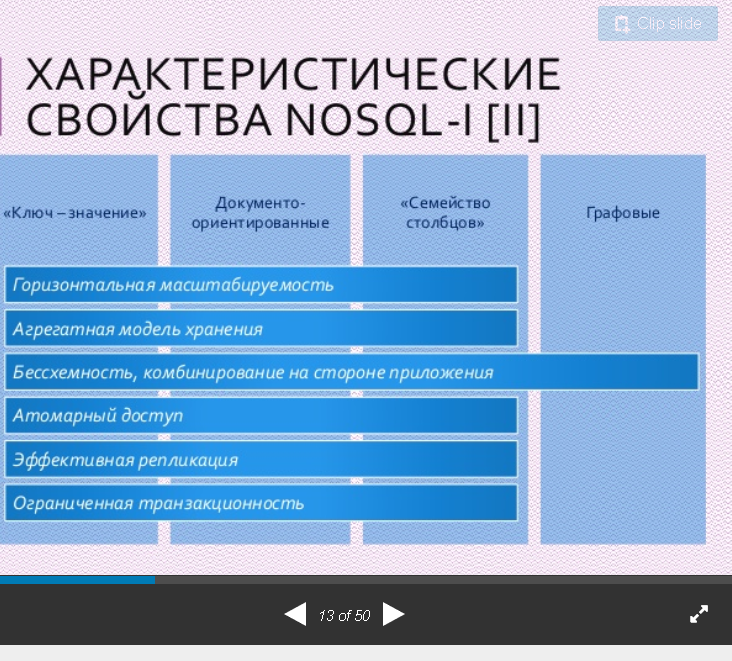 Clip slide
ХАРАКТЕРИСТИЧЕСКИЕ
СВОЙСТВА NOSQL-I [II]
«Ключ – значение»
Документо-
ориентированные
«Семейство
столбцов»
Графовые
Горизонтальная масштабируемость
Агрегатная модель хранения
Бессхемность, комбинирование на стороне приложения
Атомарный доступ
Эффективная репликация
Ограниченная транзакционность
13 of 50